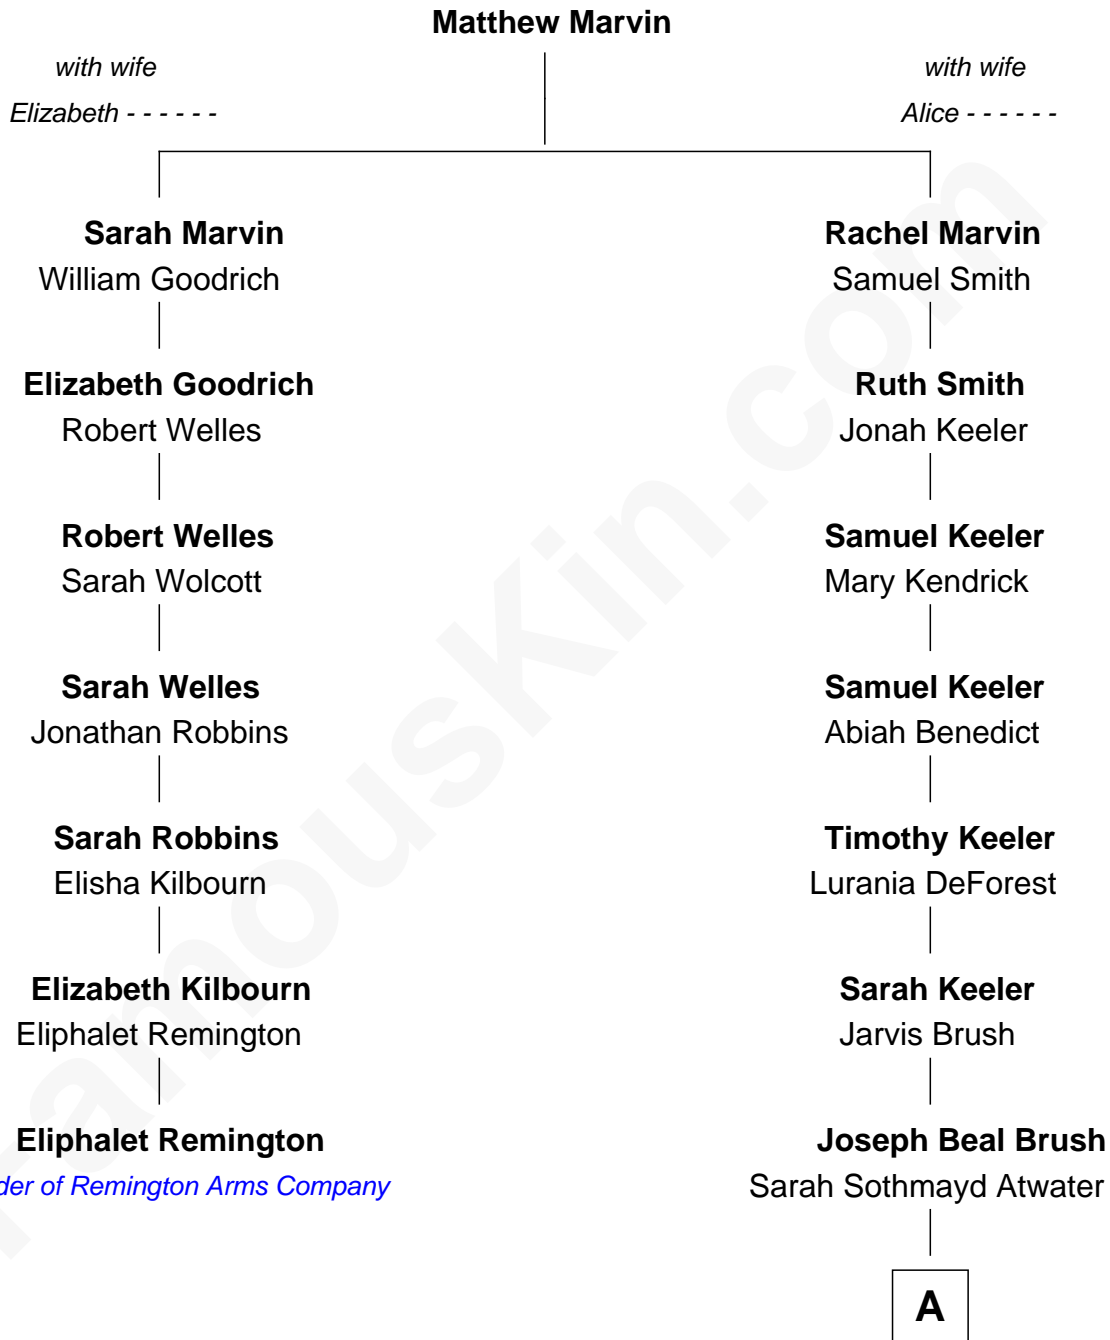 Matthew Marvin
with wife
Elizabeth - - - - - -
with wife
Alice - - - - - -
Sarah Marvin
William Goodrich
Rachel Marvin
Samuel Smith
Elizabeth Goodrich
Robert Welles
Ruth Smith
Jonah Keeler
Robert Welles
Sarah Wolcott
Samuel Keeler
Mary Kendrick
Sarah Welles
Jonathan Robbins
Samuel Keeler
Abiah Benedict
Sarah Robbins
Elisha Kilbourn
Timothy Keeler
Lurania DeForest
Elizabeth Kilbourn
Eliphalet Remington
Sarah Keeler
Jarvis Brush
Eliphalet Remington
der of Remington Arms Company
Joseph Beal Brush
Sarah Sothmayd Atwater
A
FamousKin.com